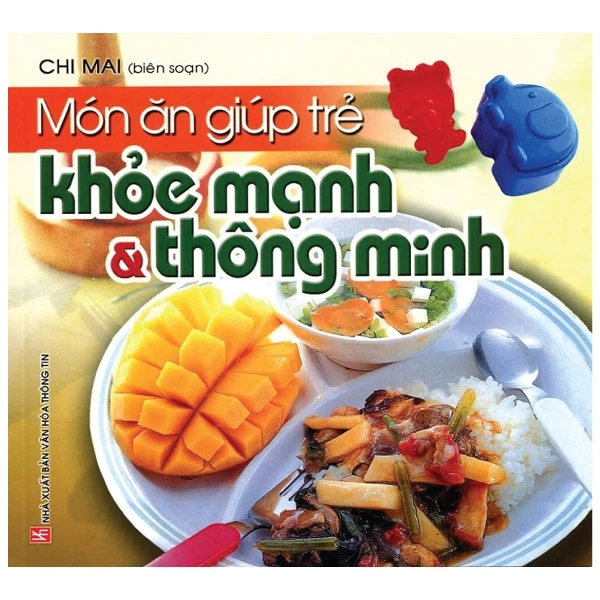 CHI MAI (biên soạn)
Món ăn giúp trẻ
khỏe mạnh
& thông minh
NHÀ XUẤT BẢN VĂN HÓA THÔNG TIN